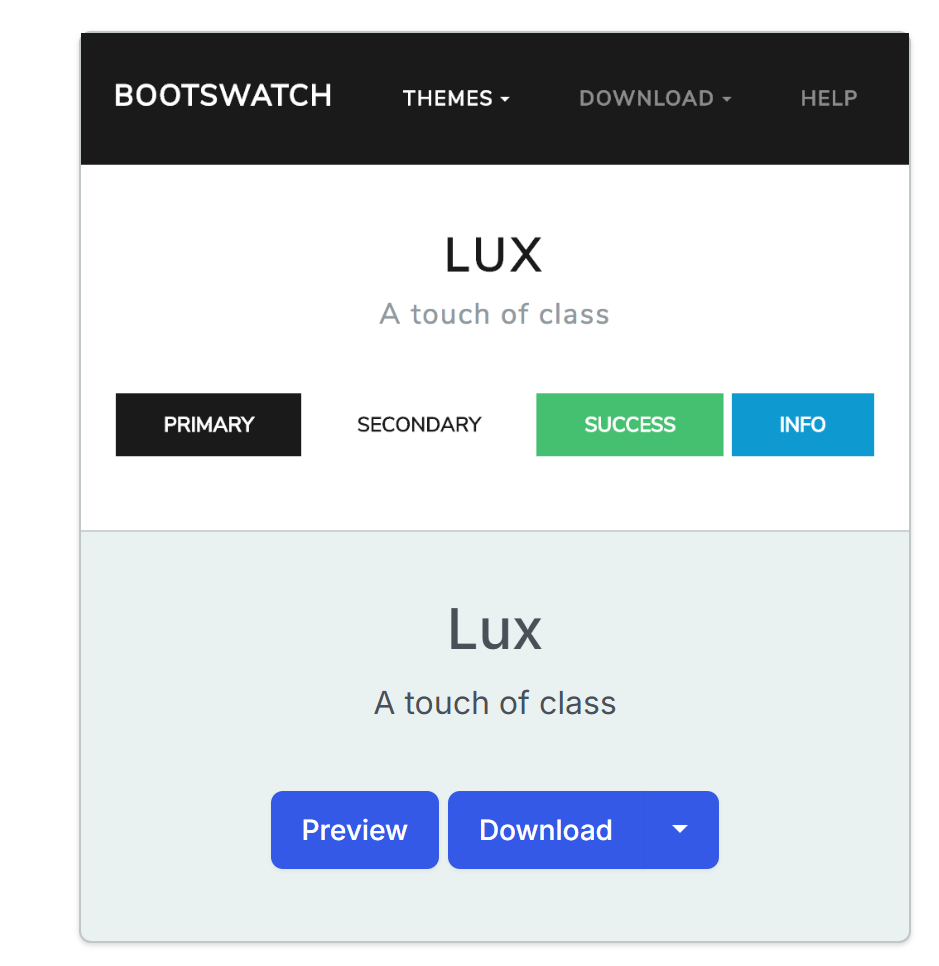 BOOTSWATCH THEMES DOWNLOAD HELP
LUX
A touch of class
PRIMARY SECONDARY SUCCESS INFO
Lux
A touch of class
Preview Download